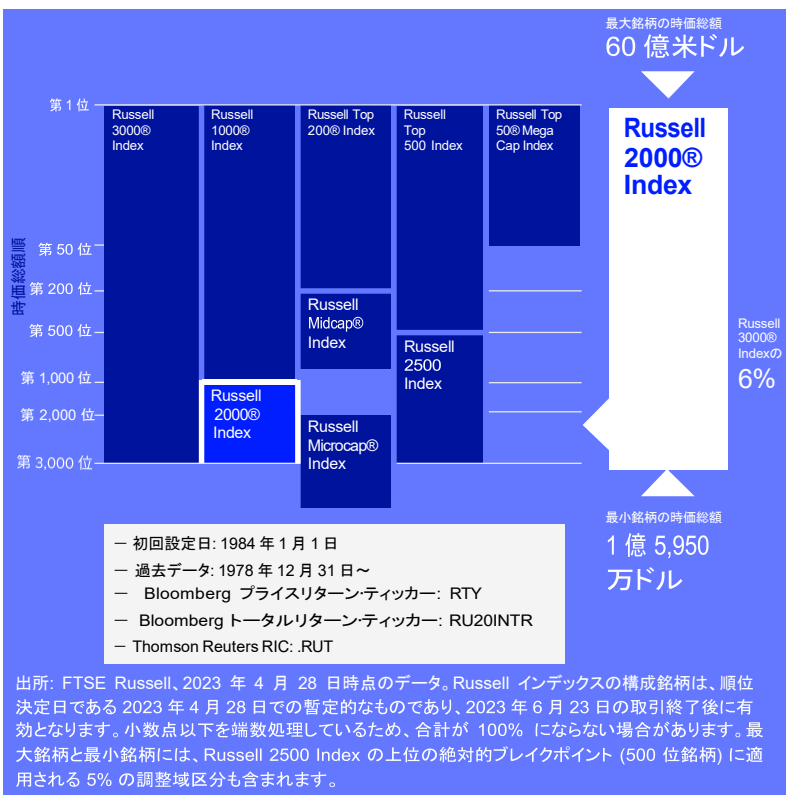 最大銘柄の時価総額
60 億米ドル
第1位
Russell
3000®
Index
Russell
1000®
Index
Russell Top
200® Index
Russell
Top
500 Index
Russell Top
50® Mega
Cap Index
Russell
2000®
Index
時価総額順
第 50 位
第 200 位
Russell
Midcap®
Index
第 500 位
Russell
2500
Index
Russell
3000®
Indexの
6%
第 1,000 位
Russell
2000®
Index
第 2,000 位
Russell
Microcap®
Index
第 3,000 位
最小銘柄の時価総額
1 億 5,950
万ドル
― 初回設定日: 1984 年 1 月 1 日
― 過去データ: 1978 年 12 月 31 日～
― Bloomberg プライスリターン・ティッカー: RTY
― Bloomberg トータルリターン・ティッカー: RU20INTR
― Thomson Reuters RIC: .RUT
出所: FTSE Russell、2023 年 4 月 28 日時点のデータ。Russell インデックスの構成銘柄は、順位
決定日である 2023 年 4 月 28 日での暫定的なものであり、2023 年 6 月 23 日の取引終了後に有
効となります。小数点以下を端数処理しているため、合計が 100% にならない場合があります。最
大銘柄と最小銘柄には、Russell 2500 Index の上位の絶対的ブレイクポイント (500 位銘柄) に適
用される 5% の調整域区分も含まれます。